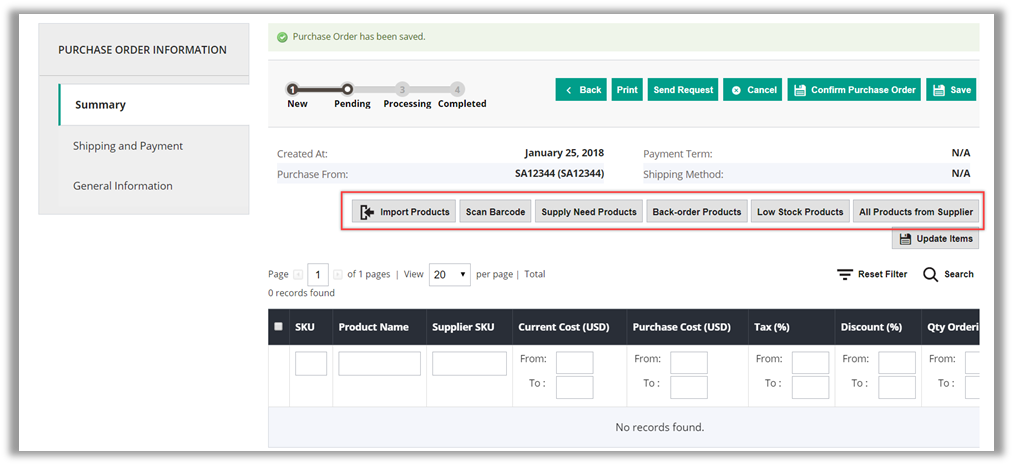 PURCHASE ORDER INFORMATION
Summary
Shipping and Payment
General Information
Purchase Order has been saved.
1 3 4
New Pending Processing Completed
Back Print Send Request Cancel Confirm Purchase Order Save
Created At: January 25, 2018 Payment Term: N/A
Purchase From: SA12344 (SA12344) Shipping Method: N/A
Import Products Scan Barcode Supply Need Products Back-order Products Low Stock Products All Products from Supplier
Update Items
Page 1 of 1 pages | View 20 per page | Total Reset Filter Search
0 records found
SKU Product Name Supplier SKU Current Cost (USD) Purchase Cost (USD) Tax (%) Discount (%) Qty Orderi
From: From: From: From: From:
To : To : To : To : To :
No records found.